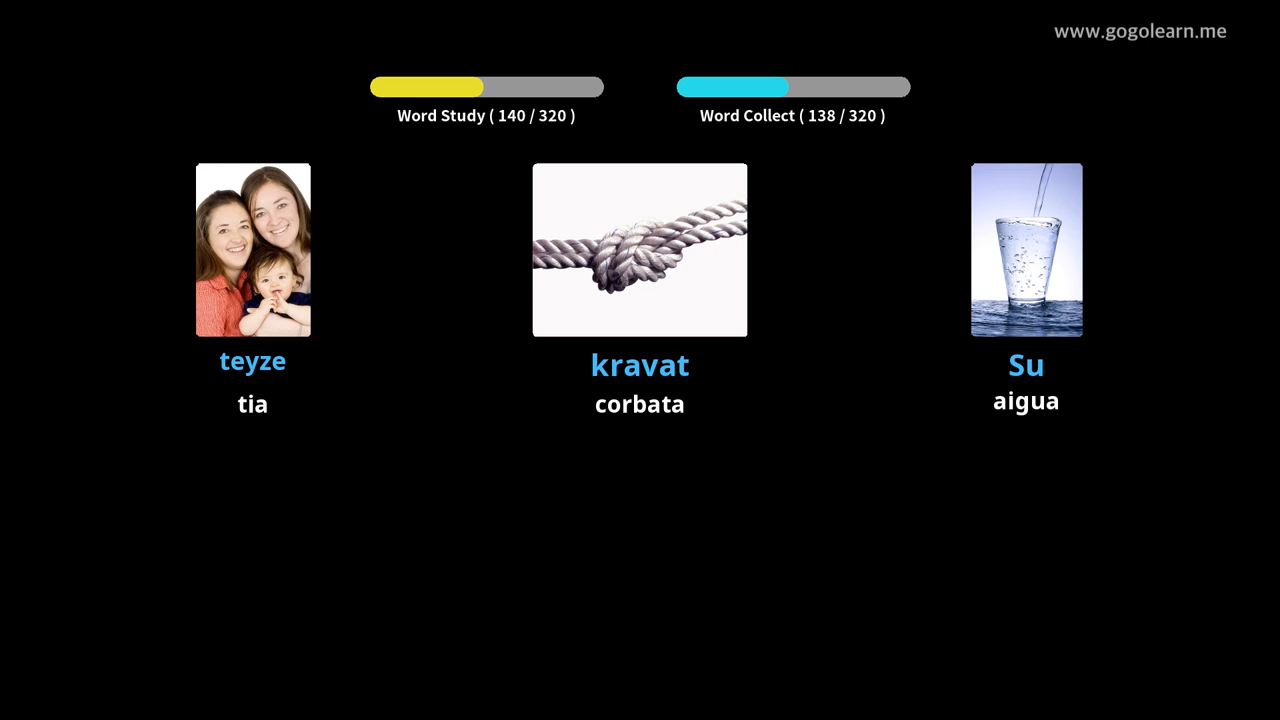 www.gogolearn.me
Word Study ( 140 / 320 )
Word Collect ( 138 / 320 )
teyze
kravat
Su
tia
corbata
aigua